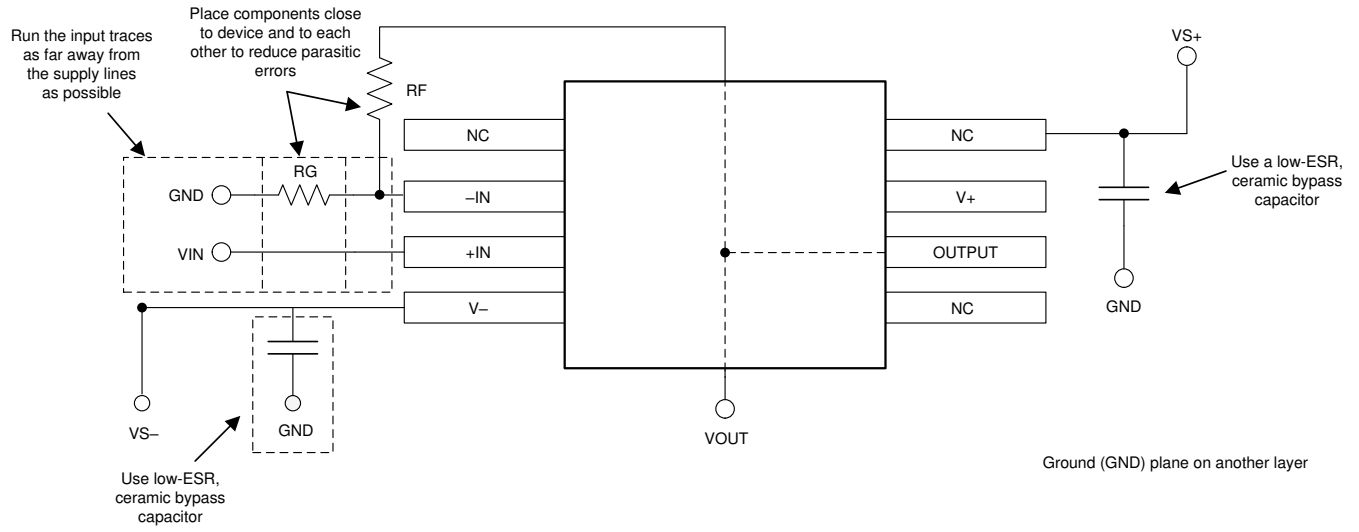 Run the input traces
as far away from
the supply lines
as possible
Place components close
to device and to each
other to reduce parasitic
errors
RF
VS+
NC
NC
RG
GND
–IN
V+
Use a low-ESR,
ceramic bypass
capacitor
VIN
+IN
OUTPUT
V–
NC
GND
VS–
GND
VOUT
Use low-ESR,
ceramic bypass
capacitor
Ground (GND) plane on another layer